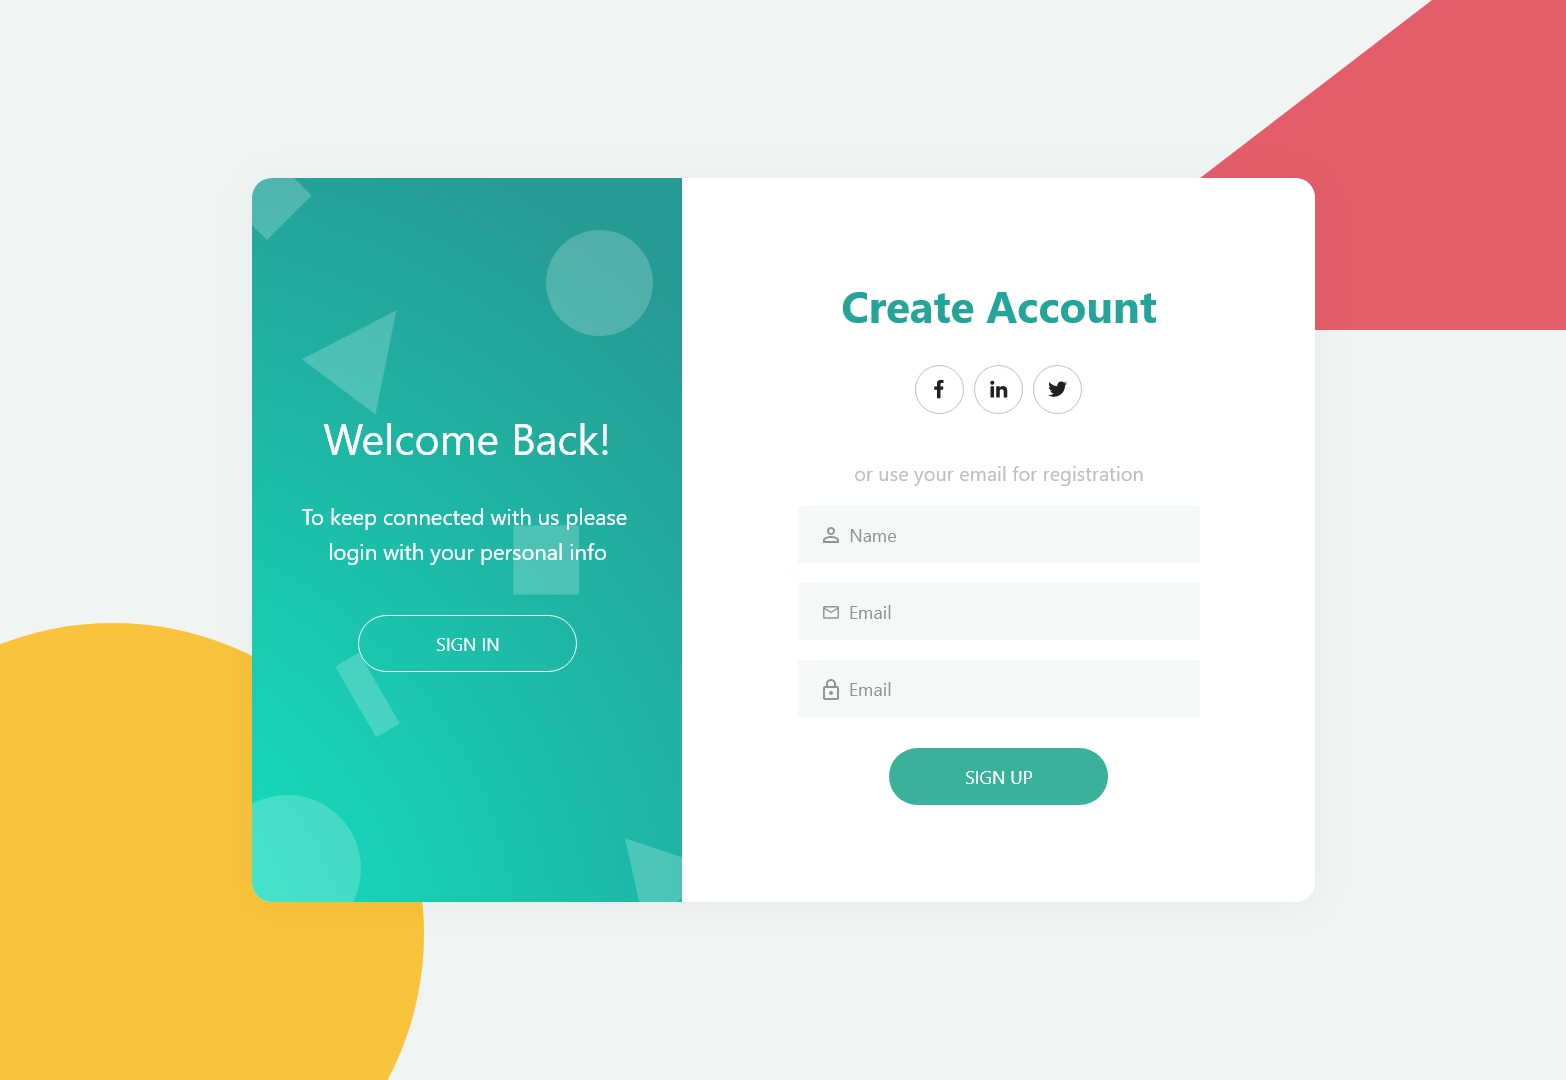 Welcome Back!
To keep connected with us please
login with your personal info
SIGN IN
Create Account
f
in
or use your email for registration
Name
Email
Email
SIGN UP